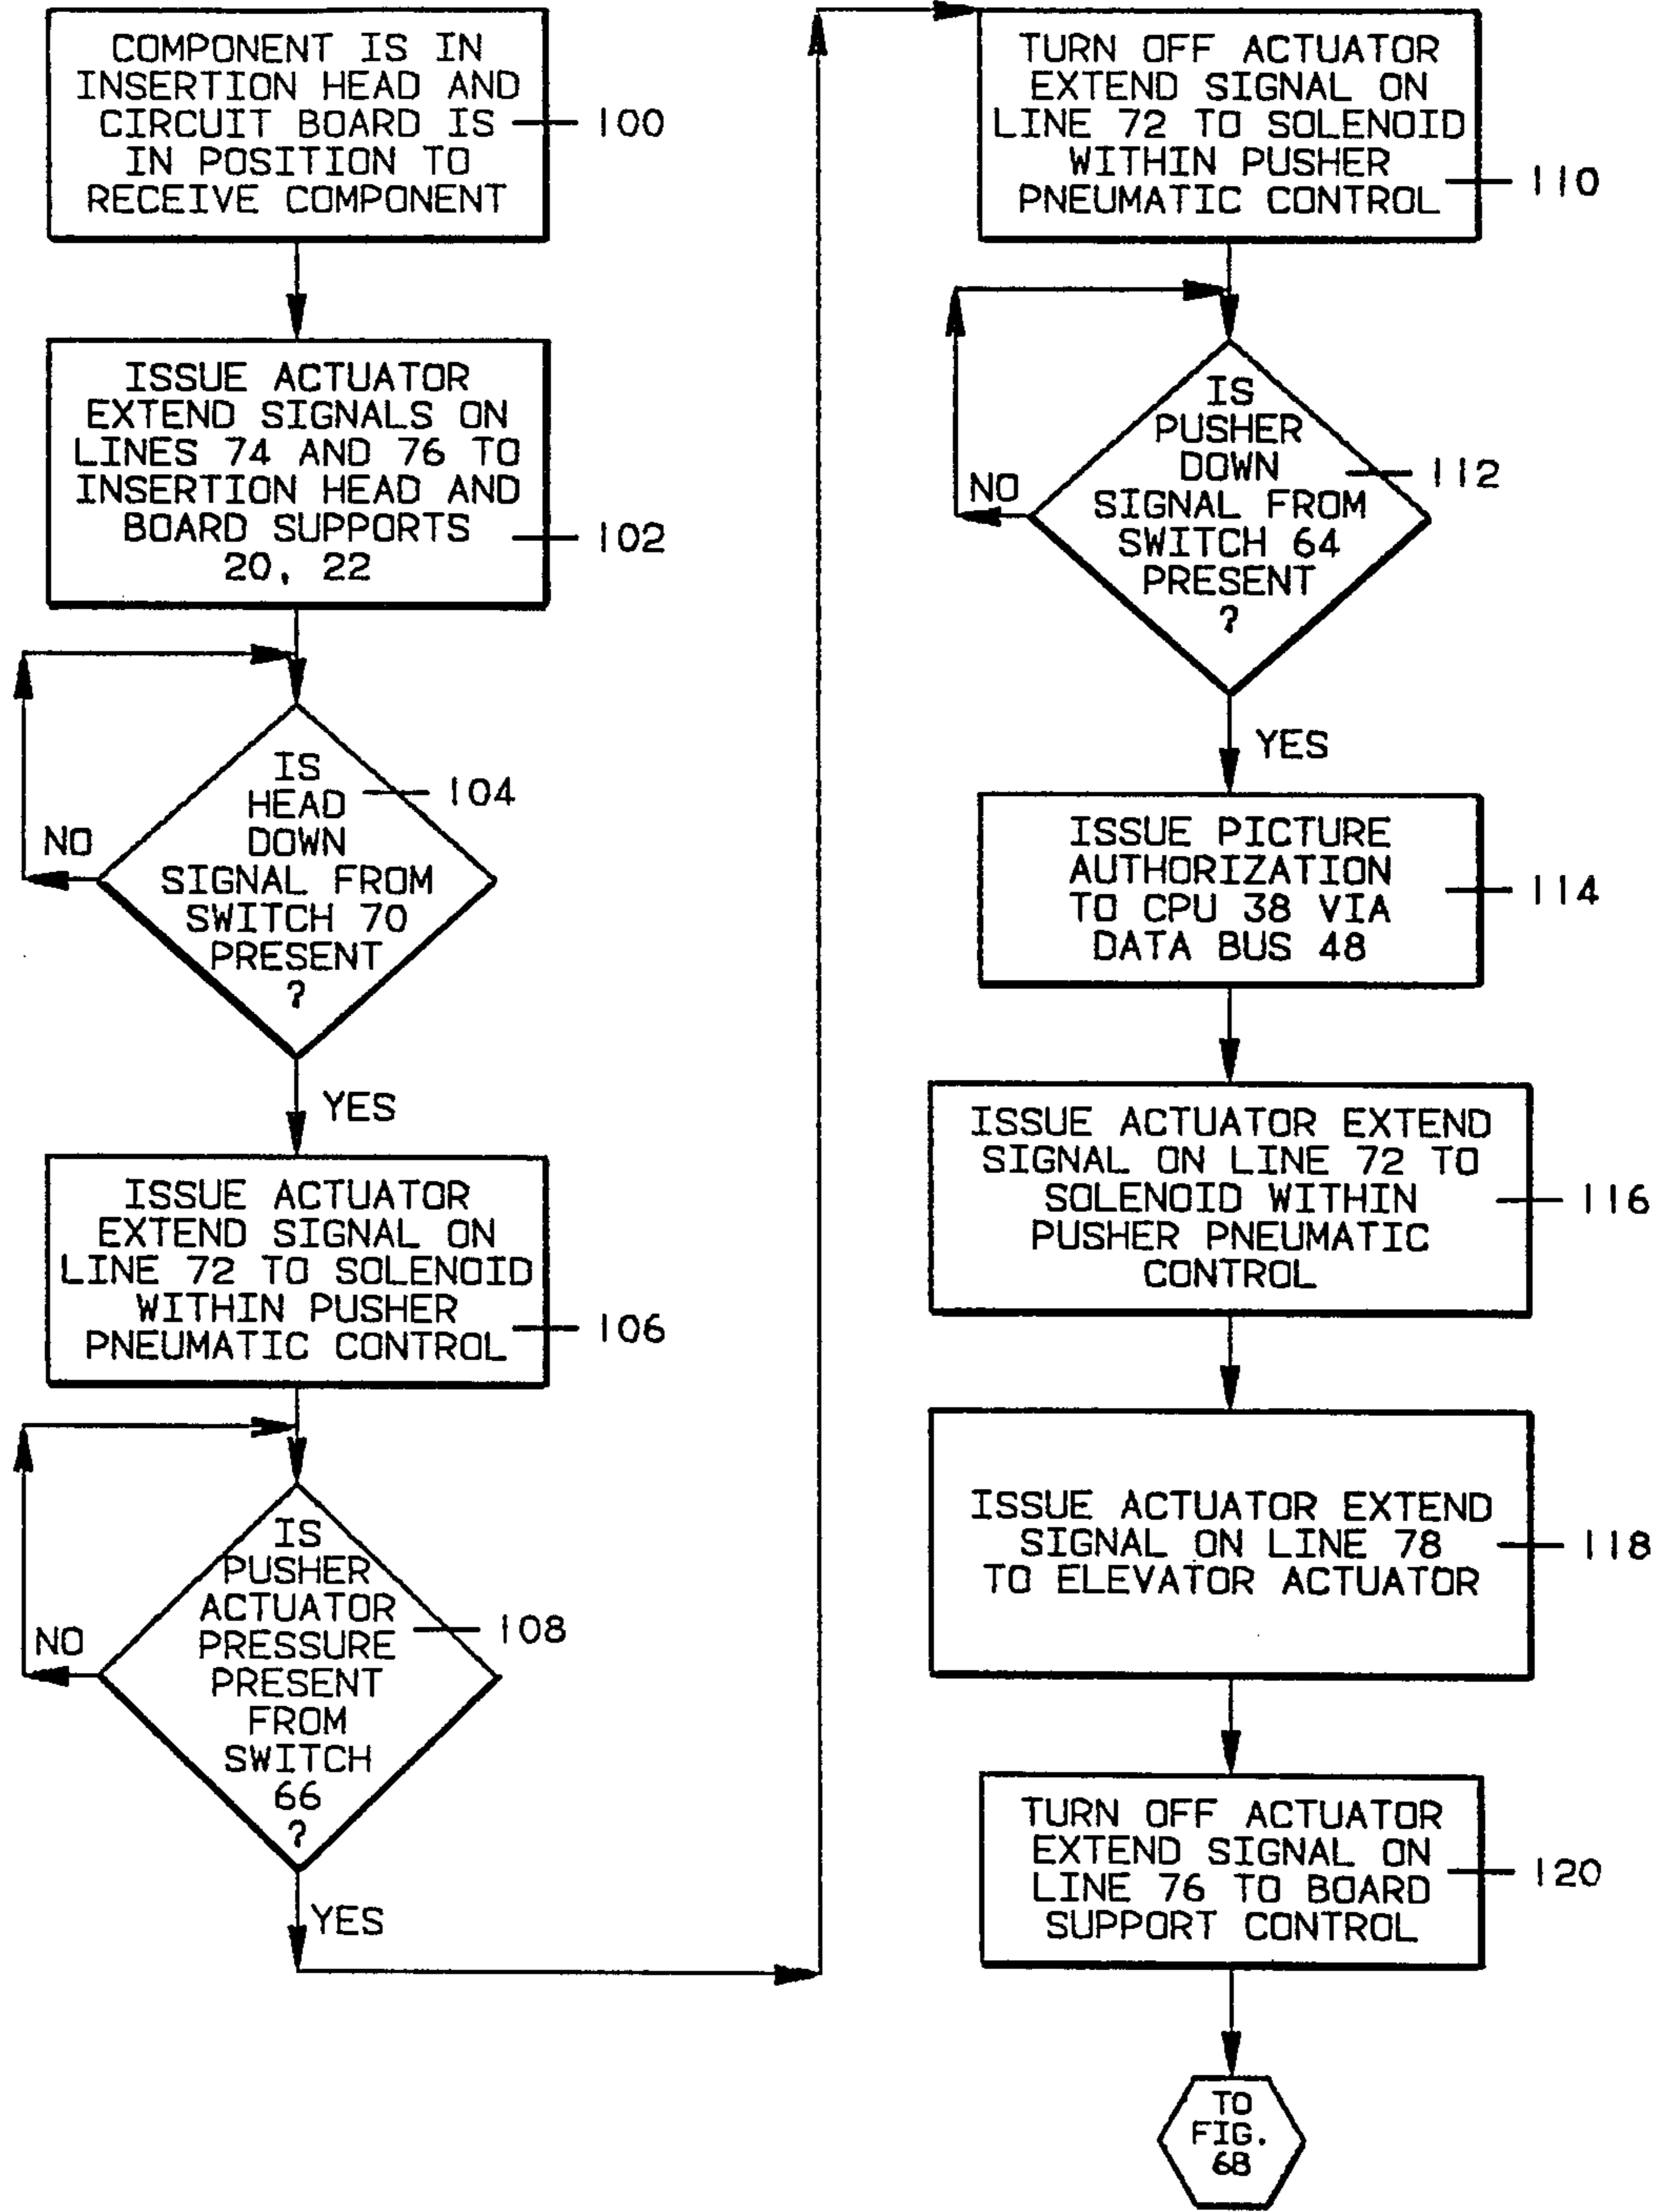 COMPONENT IS IN
INSERTION HEAD AND
CIRCUIT BOARD IS
IN POSITION TO
RECEIVE COMPONENT
100
ISSUE ACTUATOR
EXTEND SIGNALS ON
LINES 74 AND 76 TO
INSERTION HEAD AND
BOARD SUPPORTS
20, 22
102
IS
HEAD
DOWN
SIGNAL FROM
SWITCH 70
PRESENT
?
104
NO
YES
ISSUE ACTUATOR
EXTEND SIGNAL ON
LINE 72 TO SOLENOID
WITHIN PUSHER
PNEUMATIC CONTROL
106
IS
PUSHER
ACTUATOR
PRESSURE
PRESENT
FROM
SWITCH
66
?
108
NO
YES
TURN OFF ACTUATOR
EXTEND SIGNAL ON
LINE 72 TO SOLENOID
WITHIN PUSHER
PNEUMATIC CONTROL
110
IS
PUSHER
DOWN
SIGNAL FROM
SWITCH 64
PRESENT
?
112
NO
YES
ISSUE PICTURE
AUTHORIZATION
TO CPU 38 VIA
DATA BUS 48
114
ISSUE ACTUATOR EXTEND
SIGNAL ON LINE 72 TO
SOLENOID WITHIN
PUSHER PNEUMATIC
CONTROL
116
ISSUE ACTUATOR EXTEND
SIGNAL ON LINE 78
TO ELEVATOR ACTUATOR
118
TURN OFF ACTUATOR
EXTEND SIGNAL ON
LINE 76 TO BOARD
SUPPORT CONTROL
120
TO
FIG.
6B